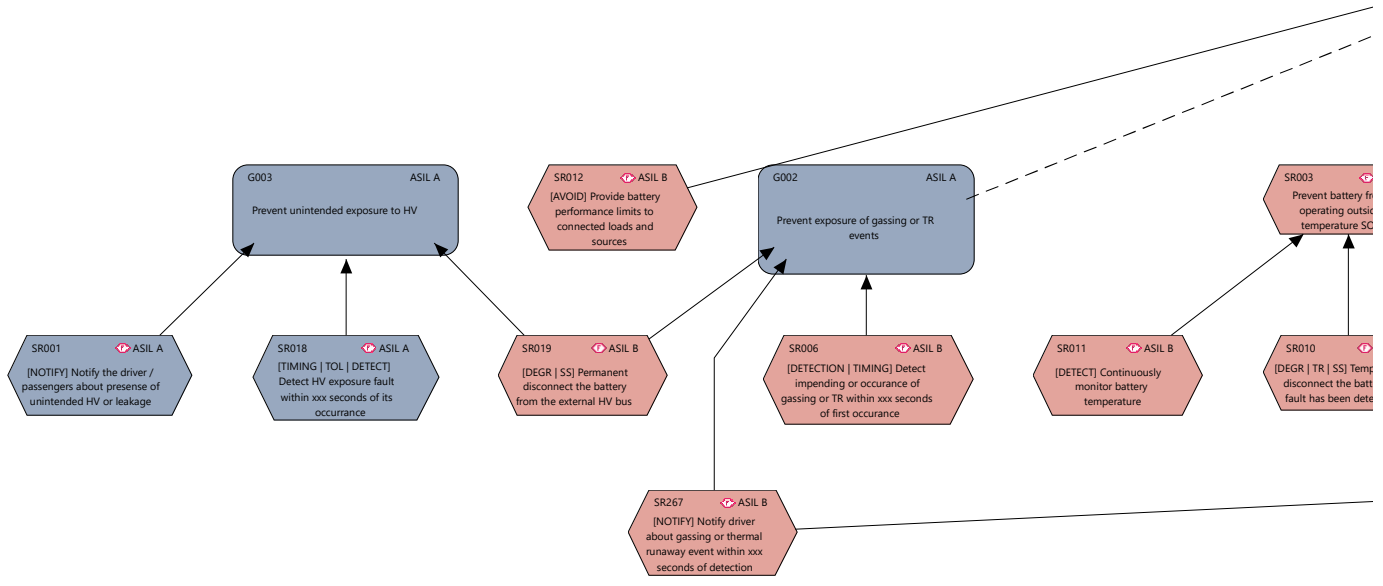 G003 ASIL A
Prevent unintended exposure to HV
SR012 F ASIL B
[AVOID] Provide battery
performance limits to
connected loads and
sources
G002 ASIL A
Prevent exposure of gassing or TR
events
SR003 F
Prevent battery fr
operating outsid
temperature SO
SR001 F ASIL A
[NOTIFY] Notify the driver /
passengers about presense of
unintended HV or leakage
SR018 F ASIL A
[TIMING | TOL | DETECT]
Detect HV exposure fault
within xxx seconds of its
occurrance
SR019 F ASIL B
[DEGR | SS] Permanent
disconnect the battery
from the external HV bus
SR006 F ASIL B
[DETECTION | TIMING] Detect
impending or occurance of
gassing or TR within xxx seconds
of first occurance
SR011 F ASIL B
[DETECT] Continuously
monitor battery
temperature
SR010 F
[DEGR | TR | SS] Temp
disconnect the batt
fault has been dete
SR267 F ASIL B
[NOTIFY] Notify driver
about gassing or thermal
runaway event within xxx
seconds of detection